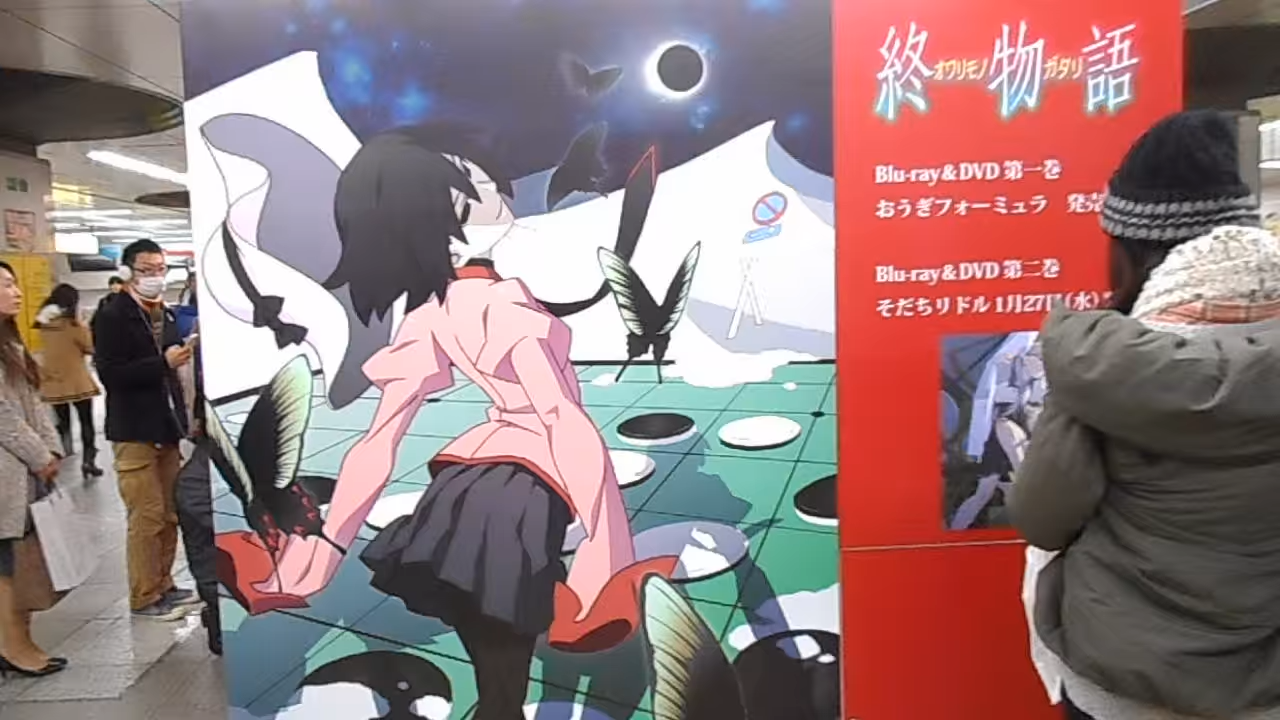 終物語
オワリモノガタリ
Blu-ray&DVD 第一巻
おうぎフォーミュラ 発売
Blu-ray&DVD 第二巻
そだちリドル 1月27日(水)